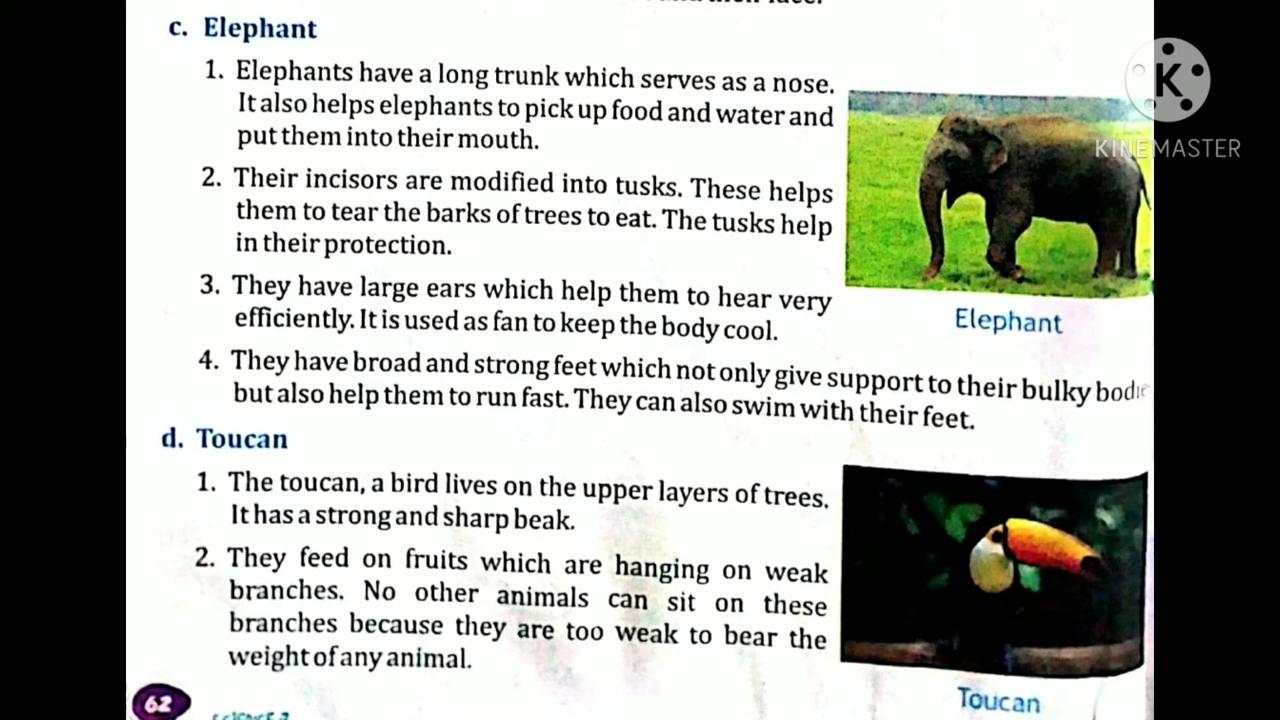 c. Elephant
1. Elephants have a long trunk which serves as a nose.
It also helps elephants to pick up food and water and
put them into their mouth.
2. Their incisors are modified into tusks. These helps
them to tear the barks of trees to eat. The tusks help
in their protection.
3. They have large ears which help them to hear very
efficiently. It is used as fan to keep the body cool.
4. They have broad and strong feet which not only give support to their bulky
but also help them to run fast. They can also swim with their feet.
Elephant
K
KINEMASTER
d. Toucan
1. The toucan, a bird lives on the upper layers of trees.
It has a strong and sharp beak.
2. They feed on fruits which are hanging on weak
branches. No other animals can sit on these
branches because they are too weak to bear the
weight of any animal.
Toucan
62